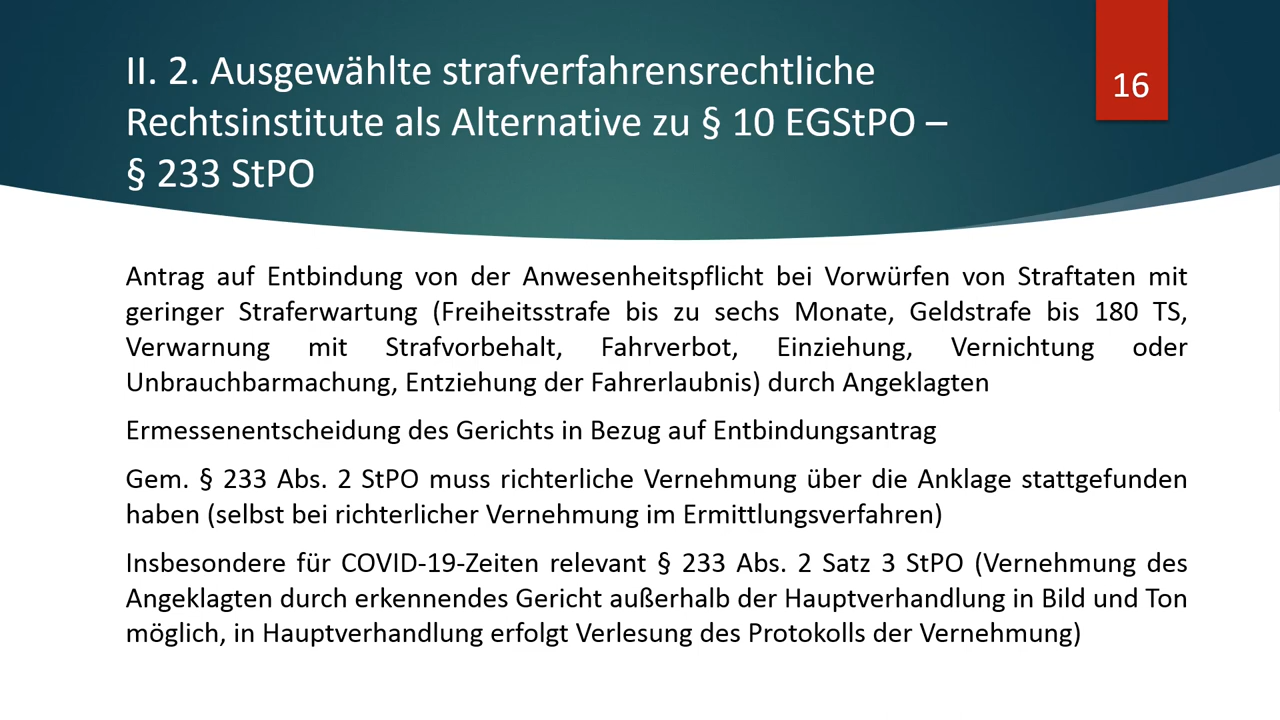 II. 2. Ausgewählte strafverfahrensrechtliche
Rechtsinstitute als Alternative zu § 10 EGStPO –
§ 233 StPO
16
Antrag auf Entbindung von der Anwesenheitspflicht bei Vorwürfen von Straftaten mit
geringer Straferwartung (Freiheitsstrafe bis zu sechs Monate, Geldstrafe bis 180 TS,
Verwarnung mit Strafvorbehalt, Fahrverbot, Einziehung, Vernichtung oder
Unbrauchbarmachung, Entziehung der Fahrerlaubnis) durch Angeklagten
Ermessenentscheidung des Gerichts in Bezug auf Entbindungsantrag
Gem. § 233 Abs. 2 StPO muss richterliche Vernehmung über die Anklage stattgefunden
haben (selbst bei richterlicher Vernehmung im Ermittlungsverfahren)
Insbesondere für COVID-19-Zeiten relevant § 233 Abs. 2 Satz 3 StPO (Vernehmung des
Angeklagten durch erkennendes Gericht außerhalb der Hauptverhandlung in Bild und Ton
möglich, in Hauptverhandlung erfolgt Verlesung des Protokolls der Vernehmung)